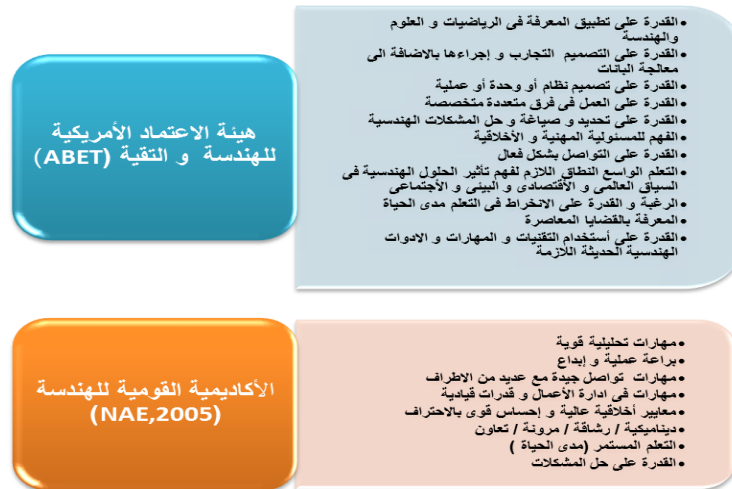 هيئة الاعتماد الأمريكية
للهندسة و التقية (ABET)
•القدرة على تطبيق المعرفة فى الرياضيات و العلوم
والهندسة
•القدرة على التصميم التجارب و إجراءها بالاضافة الى
معالجة البانات
•القدرة على تصميم نظام أو وحدة أو عملية
•القدرة على العمل فى فرق متعددة متخصصة
•القدرة على تحديد و صياغة و حل المشكلات الهندسية
•الفهم للمسئولية المهنية و الأخلاقية
•القدرة على التواصل بشكل فعال
•التعلم الواسع النطاق اللازم لفهم تأثير الحلول الهندسية فى
السياق العالمى و الأقتصادى و البيئى و الأجتماعى
•الرغبة و القدرة على الانخراط فى التعلم مدى الحياة
•المعرفة بالقضايا المعاصرة
•القدرة على أستخدام التقنيات و المهارات و الادوات
الهندسية الحديثة اللازمة
الأكاديمية القومية للهندسة
(NAE,2005)
•مهارات تحليلية قوية
•براعة عملية و إبداع
•مهارات تواصل جيدة مع عديد من الاطراف
•مهارات فى ادارة الأعمال و قدرات قيادية
•معايير أخلاقية عالية و إحساس قوى بالاحتراف
•ديناميكية / رشاقة / مرونة / تعاون
•التعلم المستمر (مدى الحياة )
•القدرة على حل المشكلات